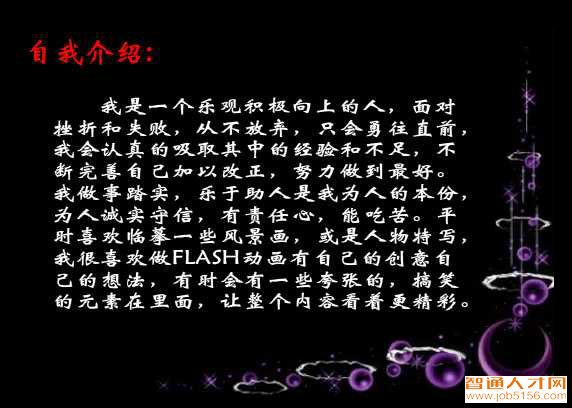 自我介绍：
我是一个乐观积极向上的人，面对
挫折和失败，从不放弃，只会勇往直前，
我会认真的吸取其中的经验和不足，不
断完善自己加以改正，努力做到最好。
我做事踏实，乐于助人是我为人的本份，
为人诚实守信，有责任心，能吃苦。平
时喜欢临摹一些风景画，或是人物特写，
我很喜欢做FLASH动画有自己的创意自
己的想法，有时会有一些夸张的，搞笑
的元素在里面，让整个内容看着更精彩。
智通人才网
www.job5156.com